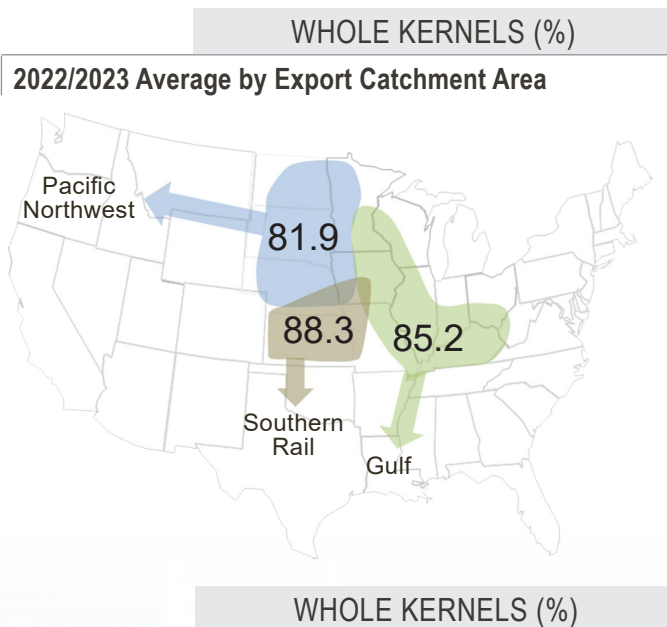 WHOLE KERNELS (%)
2022/2023 Average by Export Catchment Area
Pacific
Northwest
81.9
88.3
85.2
Southern
Rail
Gulf
WHOLE KERNELS (%)